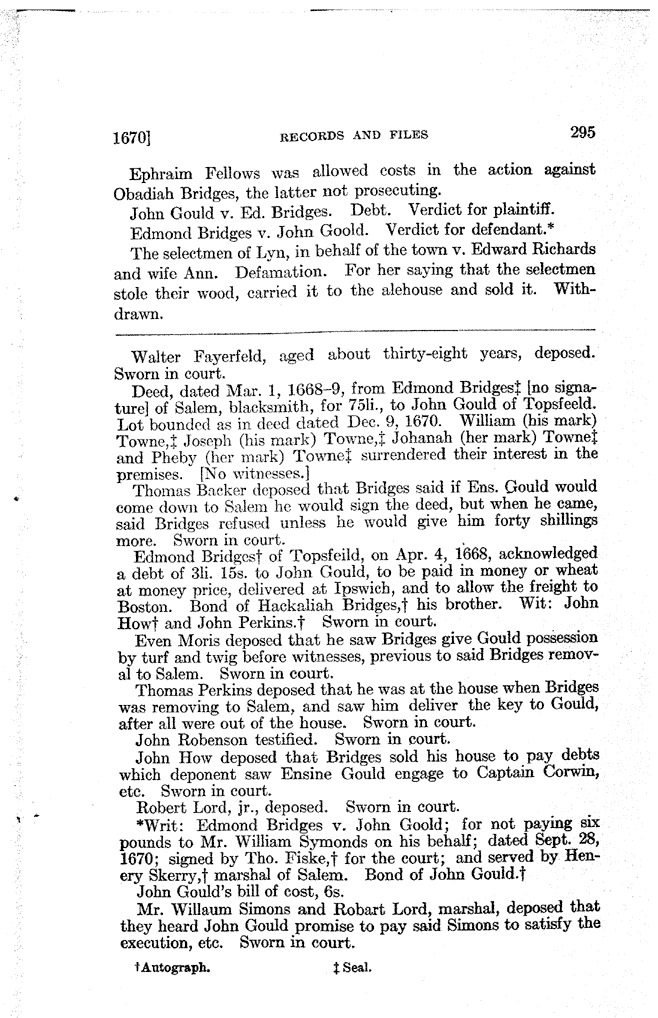 1670] RECORDS AND FILES 295
Ephraim Fellows was allowed costs in the action against
Obadiah Bridges, the latter not prosecuting.
John Gould v. Ed. Bridges. Debt. Verdict for plaintiff.
Edmond Bridges v. John Goold. Verdict for defendant.*
The selectmen of Lyn, in behalf of the town v. Edward Richards
and wife Ann. Defamation. For her saying that the selectmen
stole their wood, carried it to the alehouse and sold it. With-
drawn.
Walter Fayerfeld, aged about thirty-eight years, deposed.
Sworn in court.
Deed, dated Mar. 1, 1668-9, from Edmond Bridges‡ [no signa-
ture] of Salem, blacksmith, for 75li., to John Gould of Topsfeeld.
Lot bounded as in deed dated Dec. 9, 1670. William (his mark)
Towne,‡ Joseph (his mark) Towne,‡ Johanah (her mark) Towne‡
and Pheby (her mark) Towne‡ surrendered their interest in the
premises. [No witnesses.]
Thomas Backer deposed that Bridges said if Ens. Gould would
come down to Salem he would sign the deed, but when he came,
said Bridges refused unless he would give him forty shillings
more. Sworn in court.
Edmond Bridges† of Topsfeild, on Apr. 4, 1668, acknowledged
a debt of 3li. 15s. to John Gould, to be paid in money or wheat
at money price, delivered at Ipswich, and to allow the freight to
Boston. Bond of Hackaliah Bridges,† his brother. Wit: John
How† and John Perkins.† Sworn in court.
Even Moris deposed that he saw Bridges give Gould possession
by turf and twig before witnesses, previous to said Bridges remov-
al to Salem. Sworn in court.
Thomas Perkins deposed that he was at the house when Bridges
was removing to Salem, and saw him deliver the key to Gould,
after all were out of the house. Sworn in court.
John Robenson testified. Sworn in court.
John How deposed that Bridges sold his house to pay debts
which deponent saw Ensine Gould engage to Captain Corwin,
etc. Sworn in court.
Robert Lord, jr., deposed. Sworn in court.
*Writ: Edmond Bridges v. John Goold; for not paying six
pounds to Mr. William Symonds on his behalf; dated Sept. 28,
1670; signed by Tho. Fiske,† for the court; and served by Hen-
ery Skerry,† marshal of Salem. Bond of John Gould.†
John Gould's bill of cost, 6s.
Mr. Willaum Simons and Robart Lord, marshal, deposed that
they heard John Gould promise to pay said Simons to satisfy the
execution, etc. Sworn in court.
†Autograph. ‡ Seal.